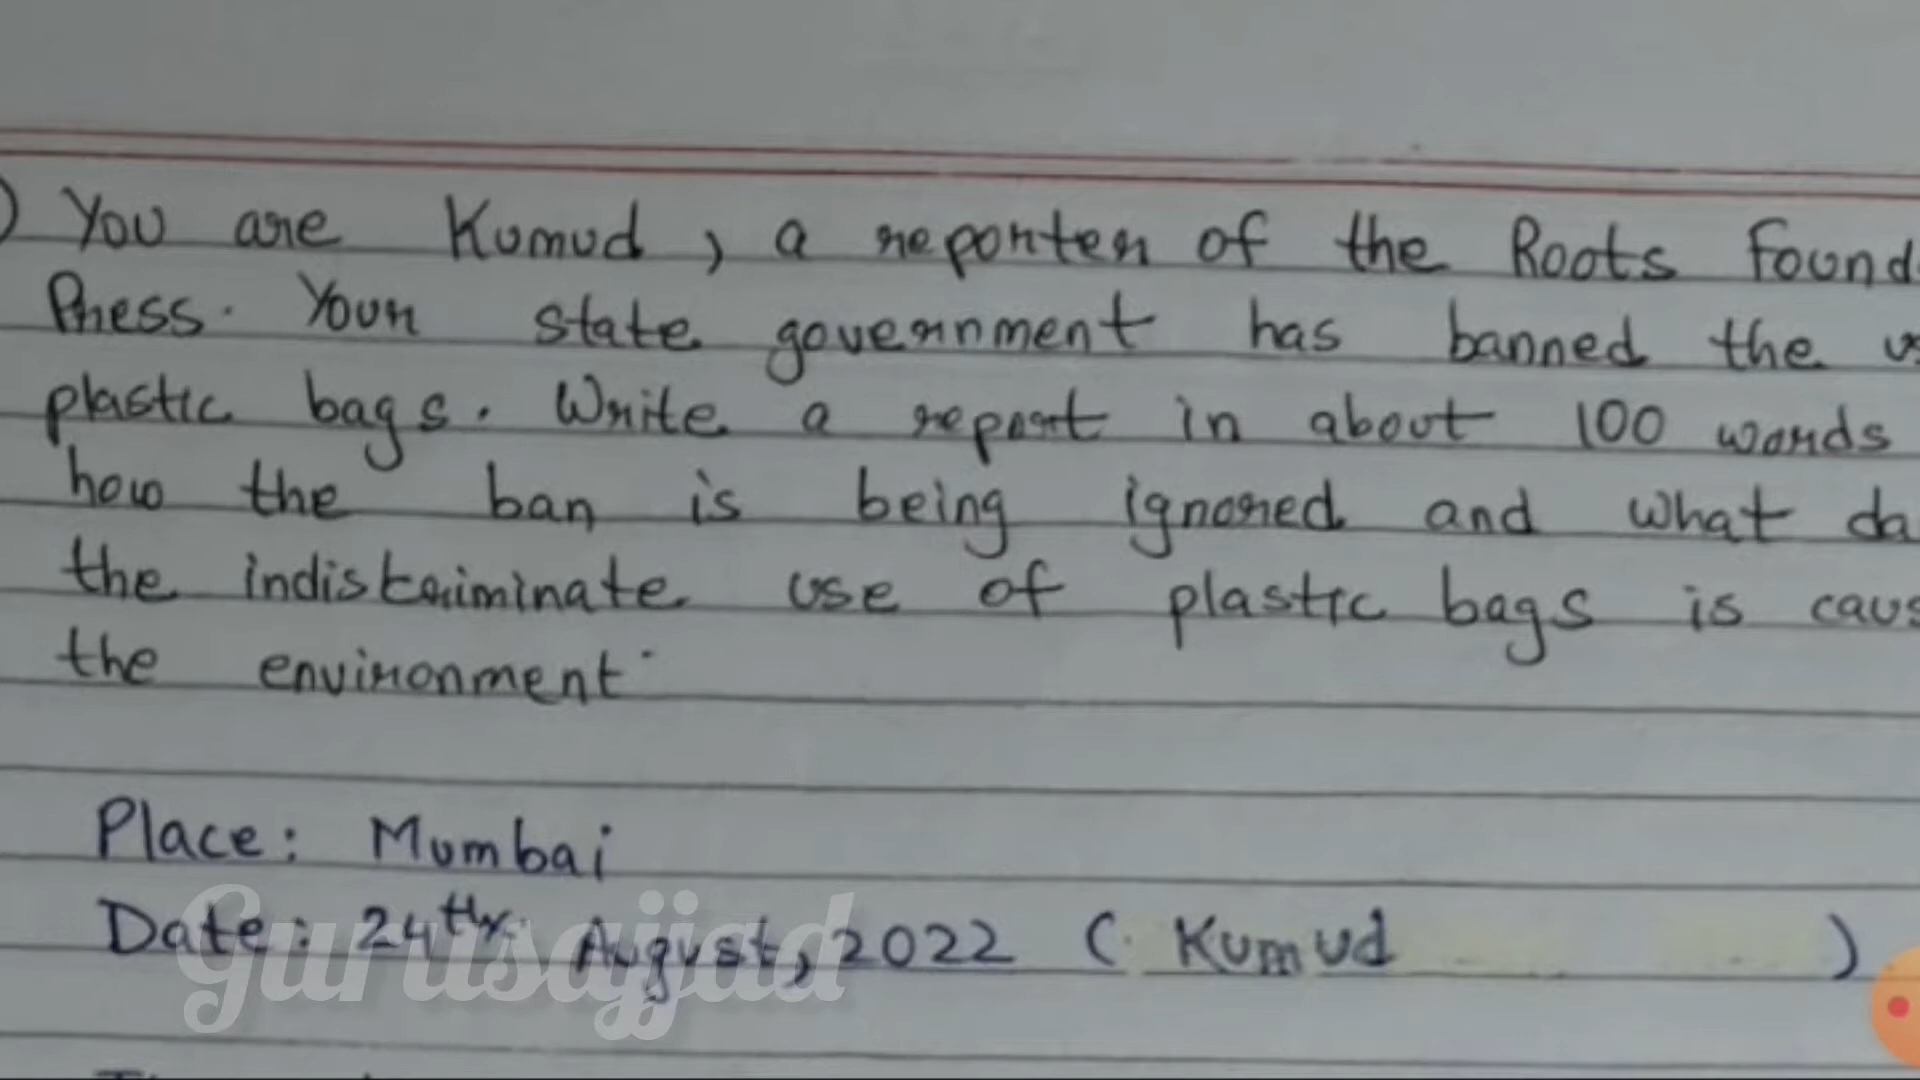 ) You are Kumud, a reporter of the Roots Found
Press. Your state government has banned the
plastic bags. Write a report in about 100 words
how the ban is being ignored and what
the indiscriminate use of plastic bags is
the environment.
Place: Mumbai
Date: 24th August, 2022 ( Kumud )
Gurusajjad